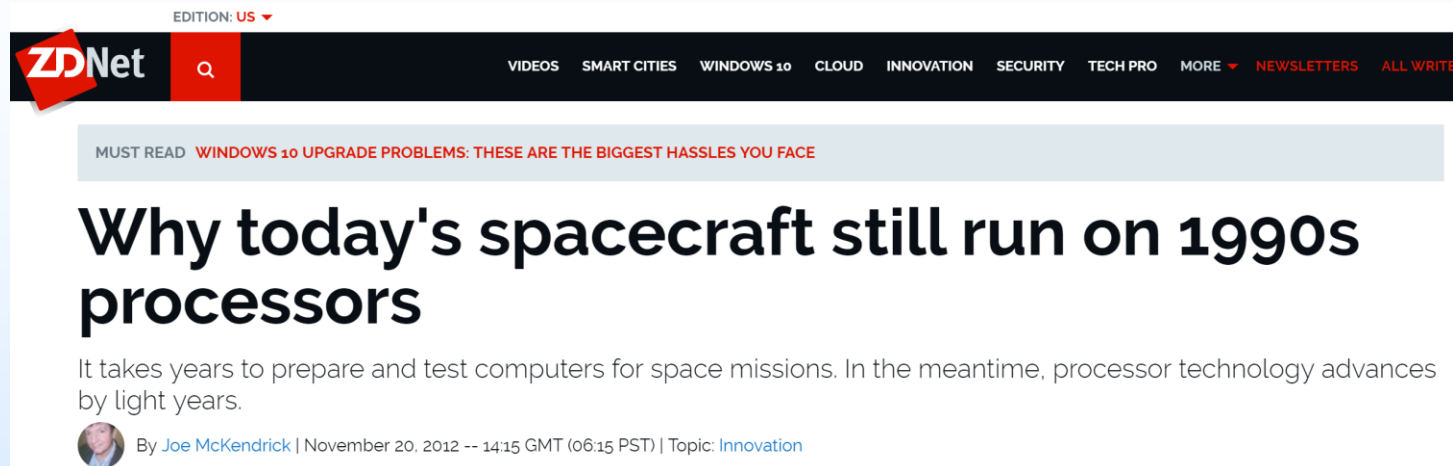 EDITION: US
ZDNet
VIDEOS SMART CITIES WINDOWS 10 CLOUD INNOVATION SECURITY TECH PRO MORE NEWSLETTERS ALL WRITE
MUST READ WINDOWS 10 UPGRADE PROBLEMS: THESE ARE THE BIGGEST HASSLES YOU FACE
Why today's spacecraft still run on 1990s
processors
It takes years to prepare and test computers for space missions. In the meantime, processor technology advances
by light years.
By Joe McKendrick | November 20, 2012 -- 14:15 GMT (06:15 PST) | Topic: Innovation